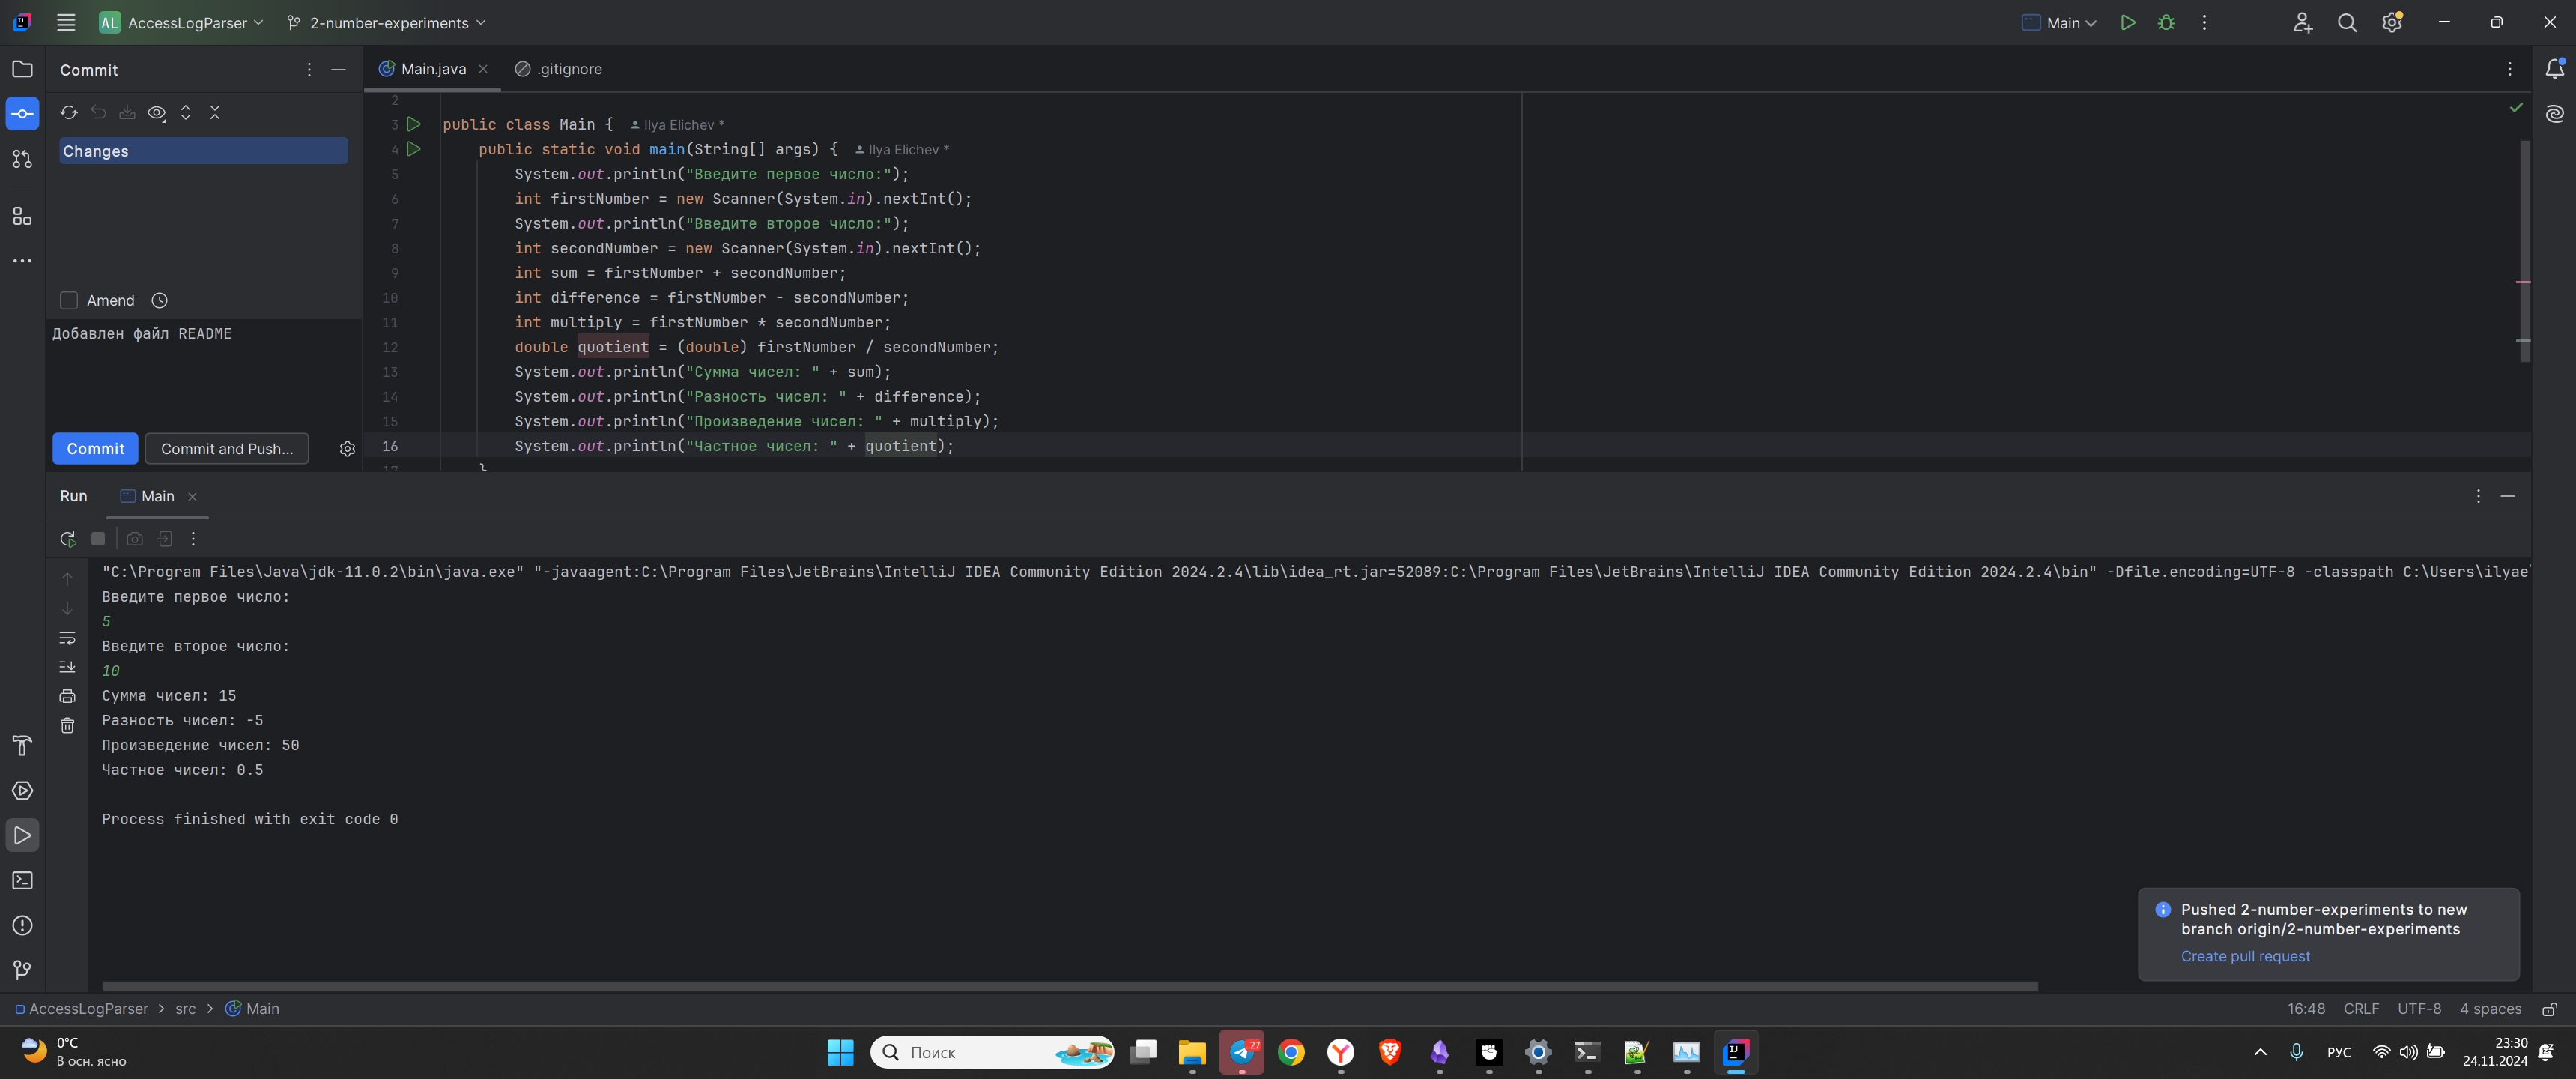 AL AccessLogParser 2-number-experiments Main
Commit Main.java .gitignore
Changes
Amend
Добавлен файл README
Commit Commit and Push...
2
3 public class Main { Ilya Elichev *
4 public static void main(String[] args) { Ilya Elichev *
5 System.out.println("Введите первое число:");
6 int firstNumber = new Scanner(System.in).nextInt();
7 System.out.println("Введите второе число:");
8 int secondNumber = new Scanner(System.in).nextInt();
9 int sum = firstNumber + secondNumber;
10 int difference = firstNumber - secondNumber;
11 int multiply = firstNumber * secondNumber;
12 double quotient = (double) firstNumber / secondNumber;
13 System.out.println("Сумма чисел: " + sum);
14 System.out.println("Разность чисел: " + difference);
15 System.out.println("Произведение чисел: " + multiply);
16 System.out.println("Частное чисел: " + quotient);
17 }
Run Main
"C:\Program Files\Java\jdk-11.0.2\bin\java.exe" "-javaagent:C:\Program Files\JetBrains\IntelliJ IDEA Community Edition 2024.2.4\lib\idea_rt.jar=52089:C:\Program Files\JetBrains\IntelliJ IDEA Community Edition 2024.2.4\bin" -Dfile.encoding=UTF-8 -classpath C:\Users\ilyae
Введите первое число:
5
Введите второе число:
10
Сумма чисел: 15
Разность чисел: -5
Произведение чисел: 50
Частное чисел: 0.5
Process finished with exit code 0
Pushed 2-number-experiments to new
branch origin/2-number-experiments
Create pull request
AccessLogParser > src > Main 16:48 CRLF UTF-8 4 spaces
0°C
В осн. ясно
Поиск
27
РУС
23:30
24.11.2024